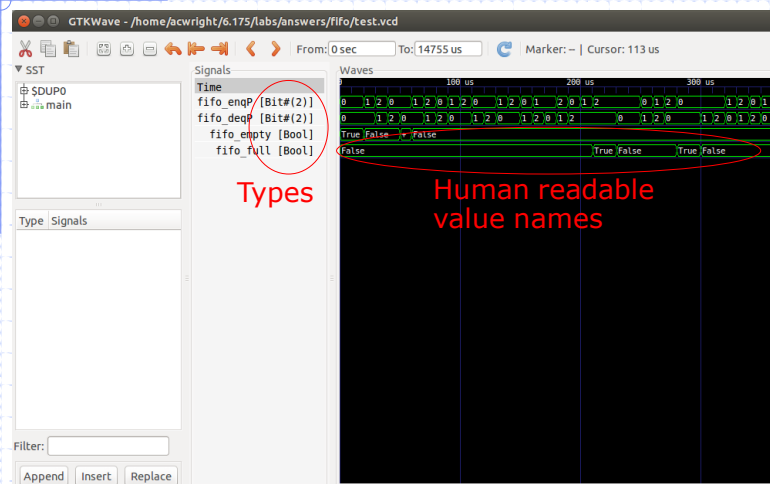 GTKWave - /home/acwright/6.175/labs/answers/fifo/test.vcd
From: 0 sec To: 14755 us Marker: -- | Cursor: 113 us
SST
$DUP0
main
Type Signals
Filter:
Append Insert Replace
Signals
Time
fifo_enqP [Bit#(2)]
fifo_deqP [Bit#(2)]
fifo_empty [Bool]
fifo_full [Bool]
Types
Waves
0 100 us 200 us 300 us
0 1 2 0 1 2 0 1 2 0 1 2 0 1 2 0 1 2 0 1 2 0 1 2 0 1
0 1 2 0 1 2 0 1 2 0 1 2 0 1 2 0 1 2 0 1 2 0 1 2 0
True False + False
False True False True False
Human readable
value names